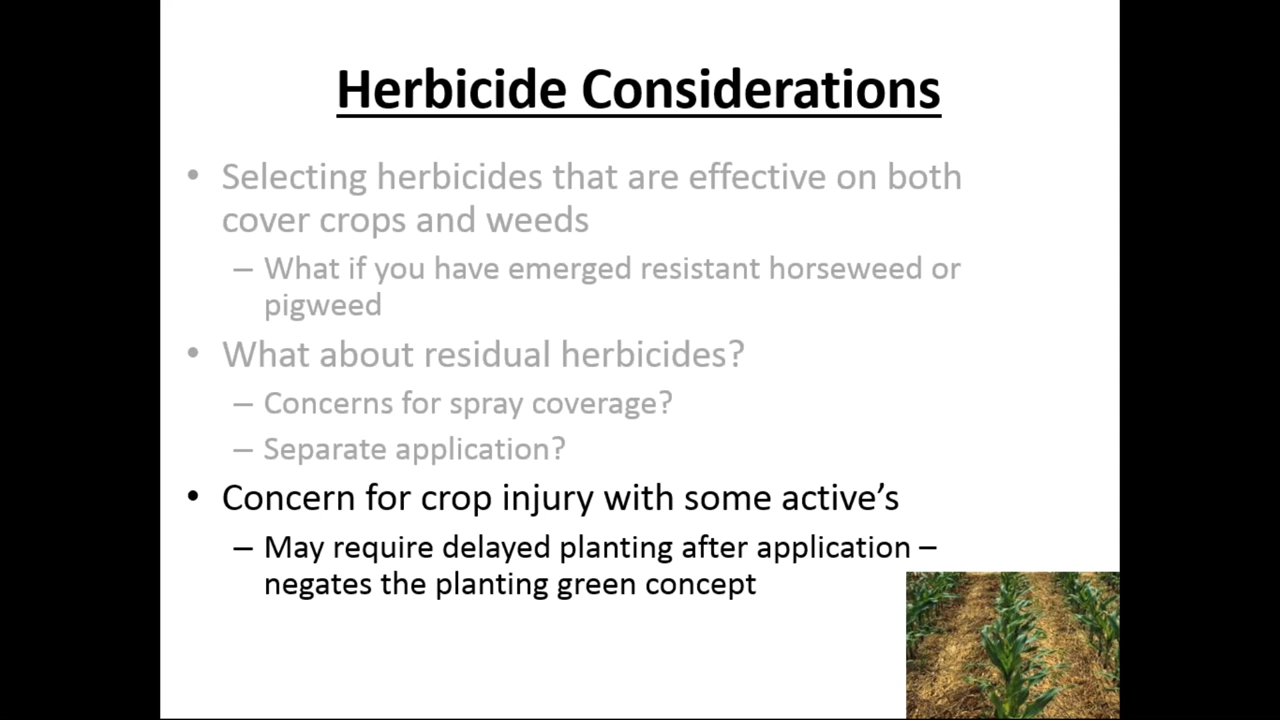 Herbicide Considerations
• Selecting herbicides that are effective on both
cover crops and weeds
– What if you have emerged resistant horseweed or
pigweed
• What about residual herbicides?
– Concerns for spray coverage?
– Separate application?
• Concern for crop injury with some active’s
– May require delayed planting after application –
negates the planting green concept